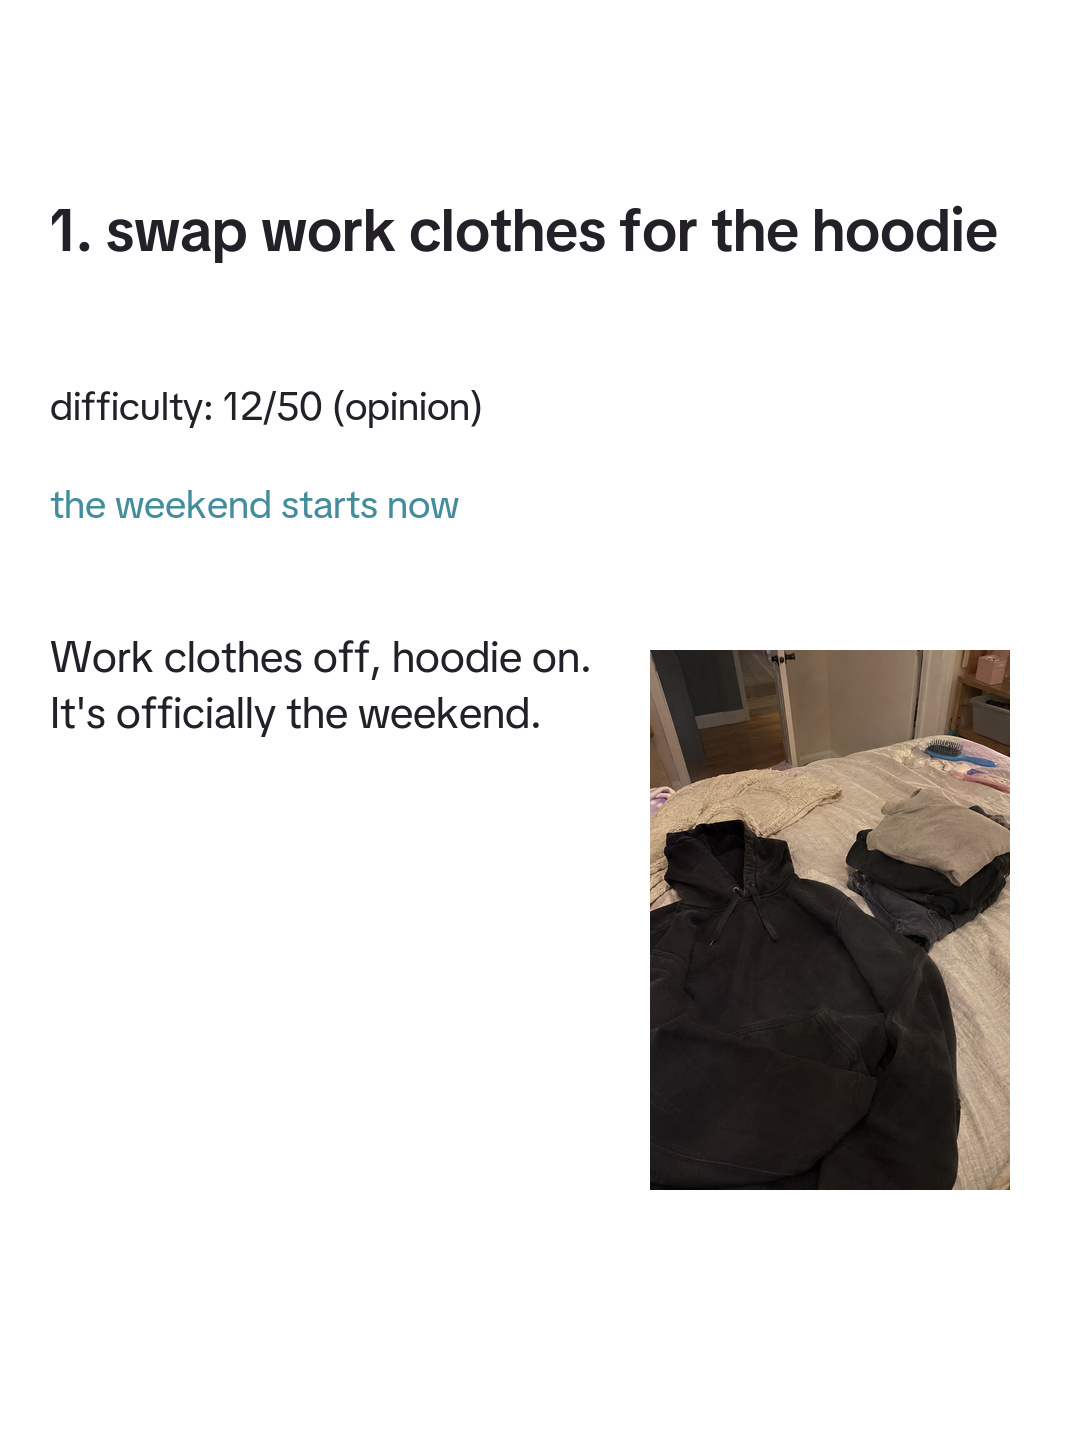 1. swap work clothes for the hoodie
difficulty: 12/50 (opinion)
the weekend starts now
Work clothes off, hoodie on.
It's officially the weekend.